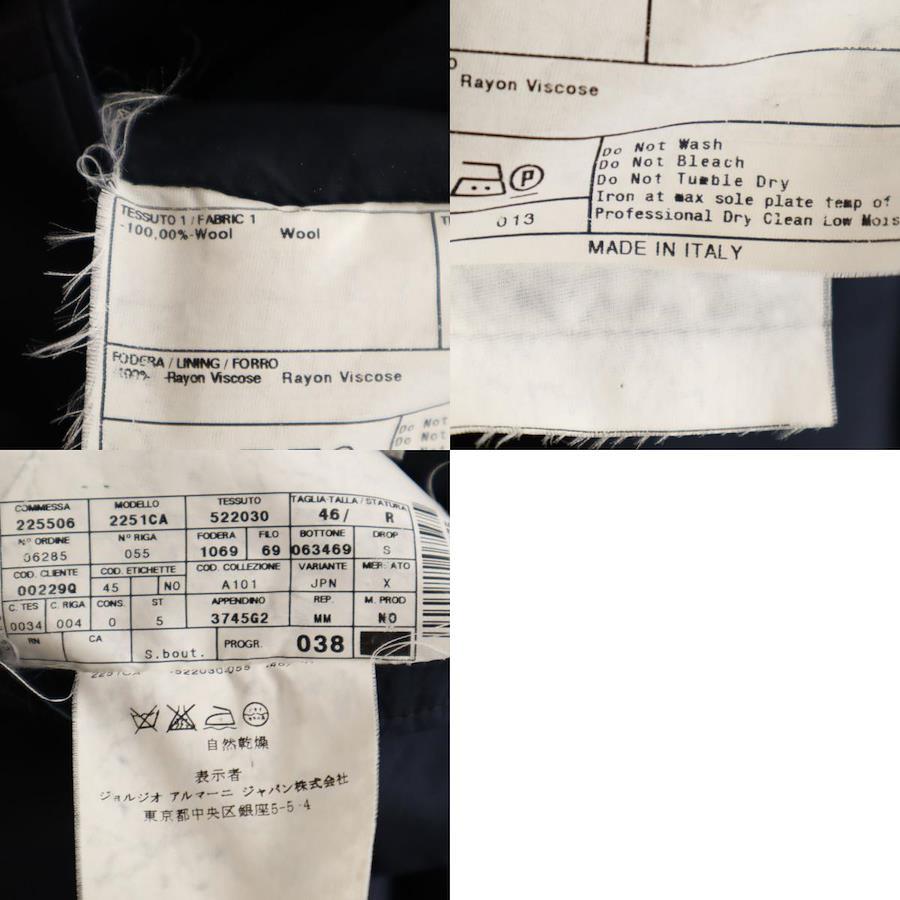 TESSUTO 1 / FABRIC 1
-100,00%-Wool Wool
FODERA / LINING / FORRO
-100%- Rayon Viscose Rayon Viscose
Do Not
Do Not
Rayon Viscose
Do Not Wash
Do Not Bleach
Do Not Tumble Dry
Iron at max sole plate temp of
Professional Dry Clean Low Mois
P
013
MADE IN ITALY
COMMESSA MODELLO TESSUTO TAGLIA-TALLA/STATURA
225506 2251CA 522030 46/ R
N° ORDINE N° RIGA FODERA FILO BOTTONE DROP
06285 055 1069 69 063469 S
COD. CLIENTE COD. ETICHETTE COD. COLLEZIONE VARIANTE MERCATO
00229Q 45 NO A101 JPN X
C. TES C. RIGA CONS. ST APPENDINO REP. M. PROD
0034 004 0 5 3745G2 MM NO
RN CA S.bout. PROGR. 038
自然乾燥
表示者
ジョルジオ アルマーニ ジャパン株式会社
東京都中央区銀座5-5-4